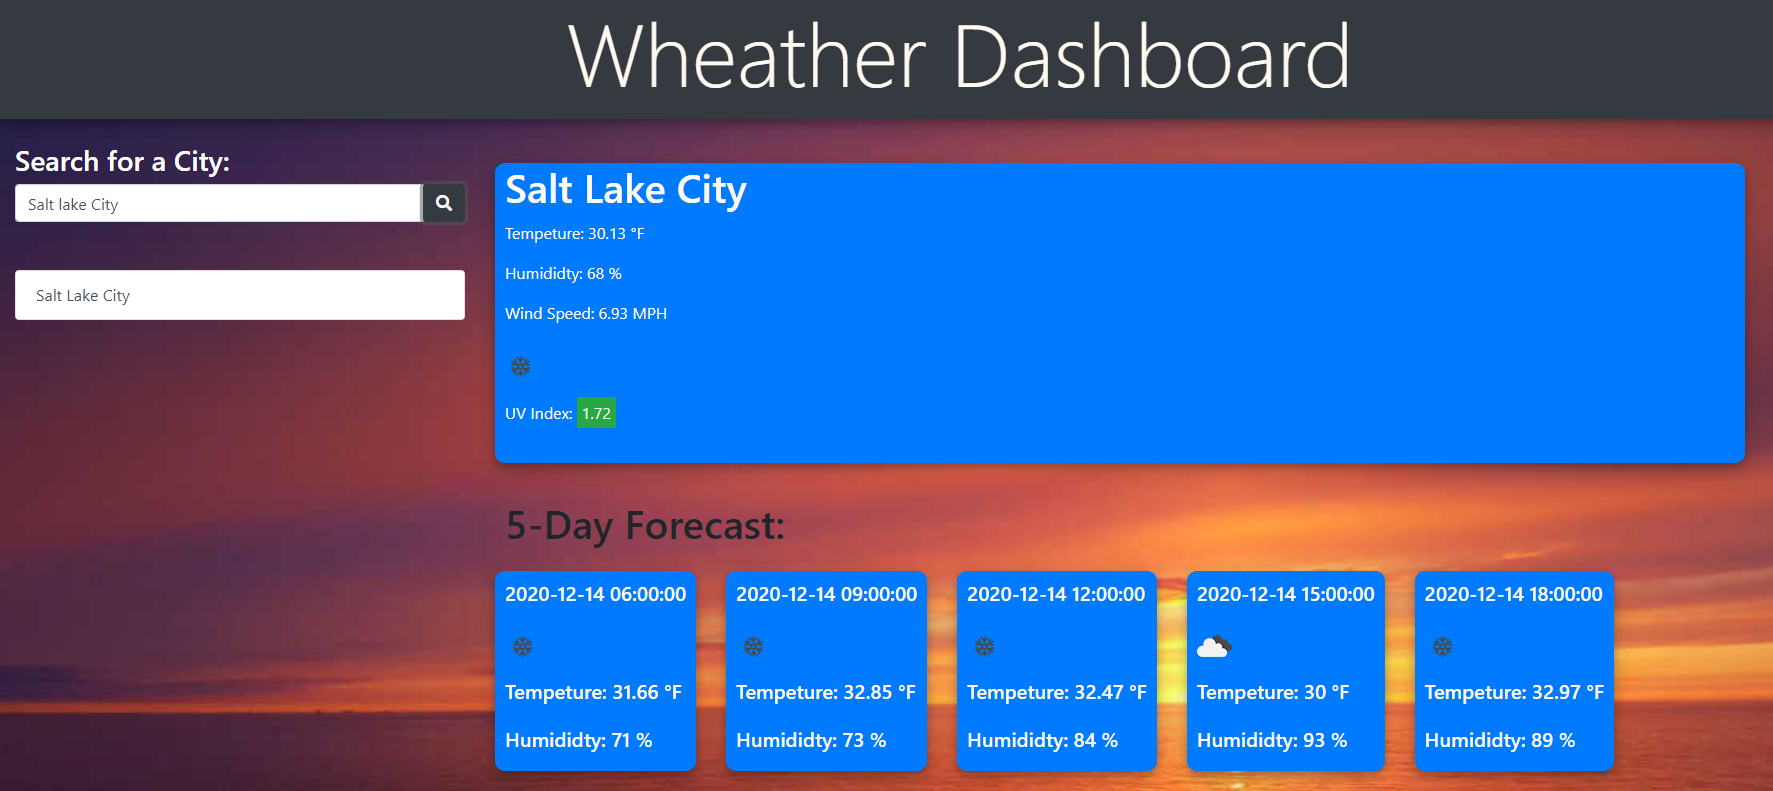 Wheather Dashboard
Search for a City:
Salt lake City
Salt Lake City
Salt Lake City
Tempeture: 30.13 °F
Humididty: 68 %
Wind Speed: 6.93 MPH
UV Index: 1.72
5-Day Forecast:
2020-12-14 06:00:00
Tempeture: 31.66 °F
Humididty: 71 %
2020-12-14 09:00:00
Tempeture: 32.85 °F
Humididty: 73 %
2020-12-14 12:00:00
Tempeture: 32.47 °F
Humididty: 84 %
2020-12-14 15:00:00
Tempeture: 30 °F
Humididty: 93 %
2020-12-14 18:00:00
Tempeture: 32.97 °F
Humididty: 89 %